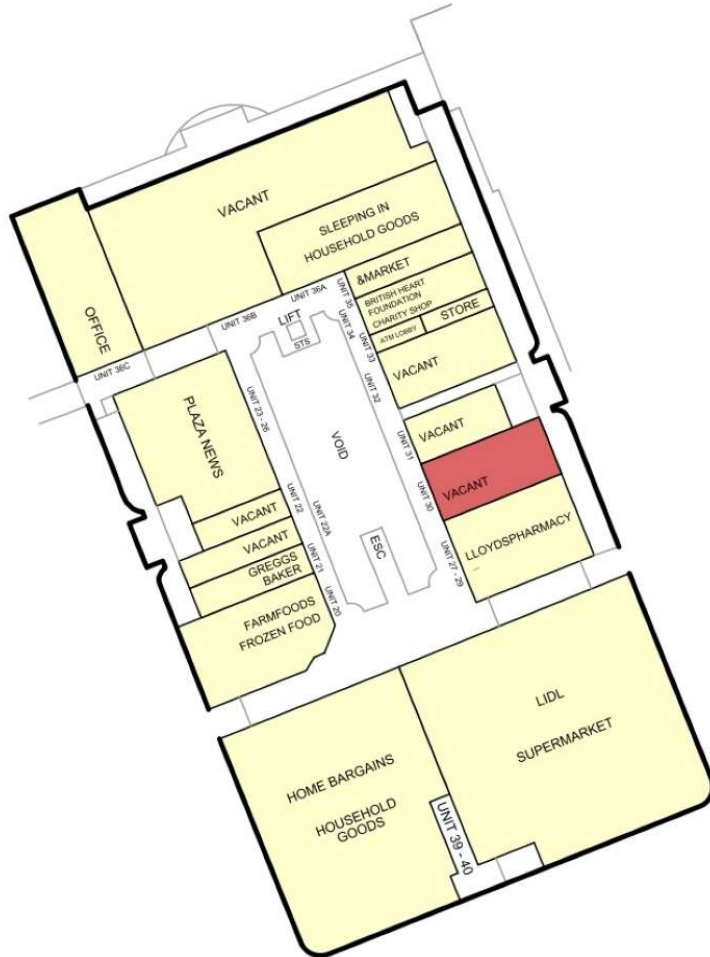 VACANT
SLEEPING IN
HOUSEHOLD GOODS
&MARKET
BRITISH HEART
FOUNDATION
CHARITY SHOP
STORE
ATM LOBBY
VACANT
OFFICE
UNIT 36A
UNIT 36B
UNIT 36C
LIFT
STS
UNIT 35
UNIT 34
UNIT 33
UNIT 32
PLAZA NEWS
UNIT 23 - 26
VOID
VACANT
UNIT 31
VACANT
UNIT 30
VACANT
UNIT 22
VACANT
UNIT 22A
ESC
LLOYDSPHARMACY
UNIT 27 - 29
GREGGS
BAKER
UNIT 21
FARMFOODS
FROZEN FOOD
UNIT 20
LIDL
SUPERMARKET
HOME BARGAINS
HOUSEHOLD
GOODS
UNIT 39 - 40